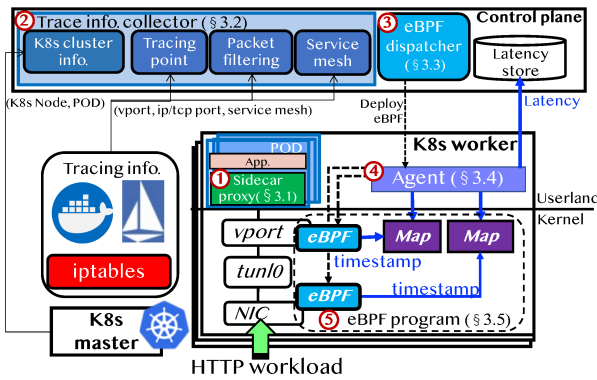 ② Trace info. collector (§3.2)
Control plane
K8s cluster
info.
Tracing
point
Packet
filtering
Service
mesh
③ eBPF
dispatcher
(§3.3)
Latency
store
(K8s Node, POD)
(vport, ip/tcp port, service mesh)
Deploy
eBPF
Latency
Tracing info.
iptables
K8s
master
K8s worker
POD
App.
① Sidecar
proxy(§3.1)
④ Agent (§3.4)
Userland
Kernel
vport
eBPF
Map
Map
timestamp
tunl0
eBPF
timestamp
NIC
⑤ eBPF program (§3.5)
HTTP workload